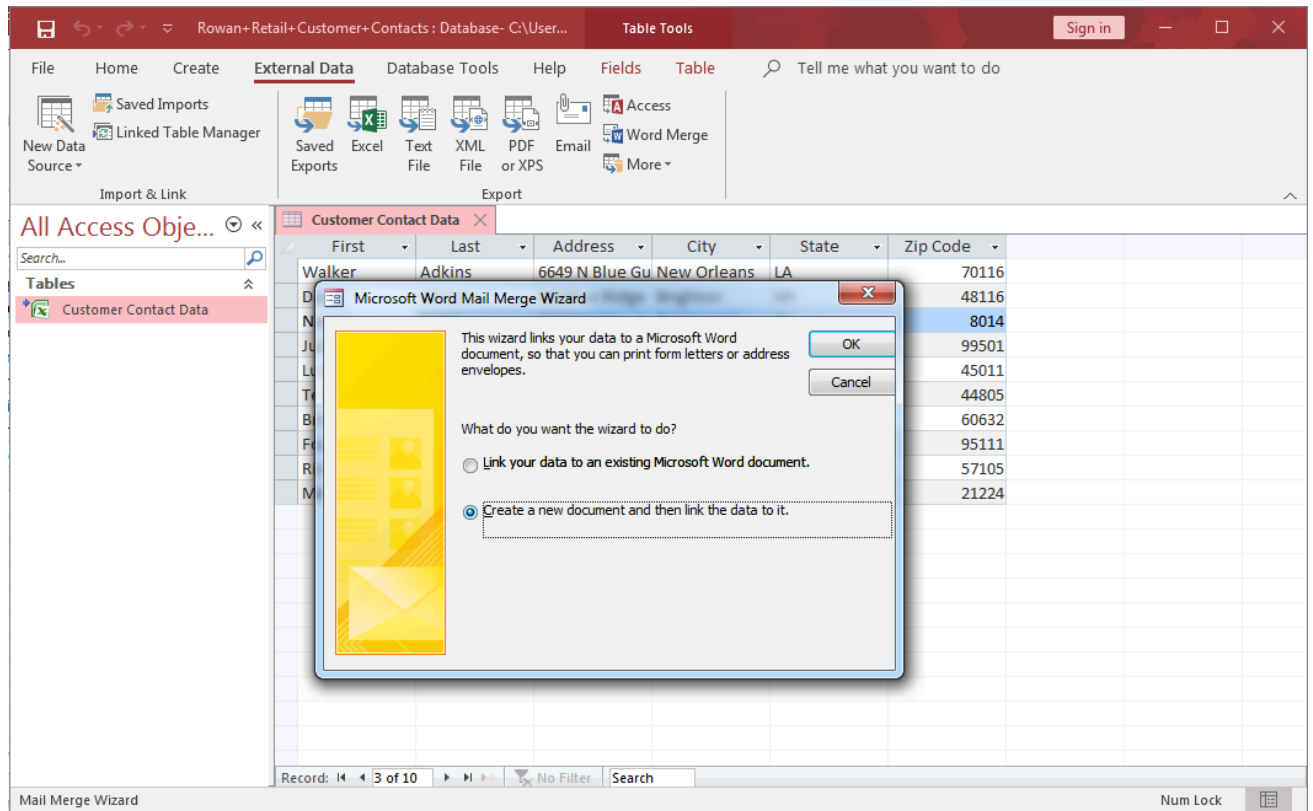 Rowan+Retail+Customer+Contacts : Database- C:\User... Table Tools Sign in
File Home Create External Data Database Tools Help Fields Table Tell me what you want to do
New Data Source
Saved Imports
Linked Table Manager
Saved Exports
Excel
Text File
XML File
PDF or XPS
Email
Access
Word Merge
More
Import & Link Export
All Access Obje...
Search...
Tables
Customer Contact Data
Customer Contact Data
First Last Address City State Zip Code
Walker Adkins 6649 N Blue Gu New Orleans LA 70116
48116
8014
99501
45011
44805
60632
95111
57105
21224
Microsoft Word Mail Merge Wizard
This wizard links your data to a Microsoft Word
document, so that you can print form letters or address
envelopes.
OK
Cancel
What do you want the wizard to do?
Link your data to an existing Microsoft Word document.
Create a new document and then link the data to it.
Record: 3 of 10 No Filter Search
Mail Merge Wizard Num Lock